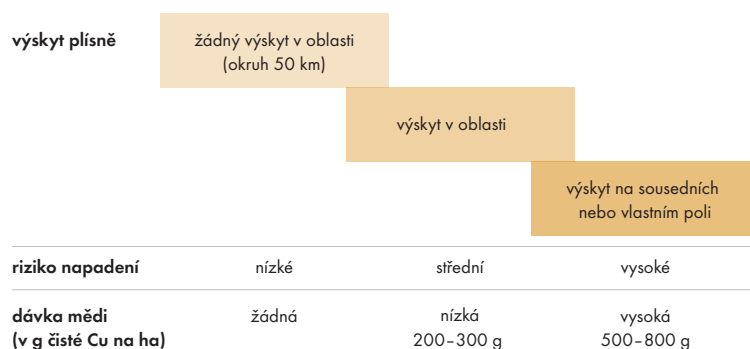 výskyt plísně
žádný výskyt v oblasti
(okruh 50 km)
výskyt v oblasti
výskyt na sousedních
nebo vlastním poli
riziko napadení nízké střední vysoké
dávka mědi žádná nízká vysoká
(v g čisté Cu na ha) 200–300 g 500–800 g